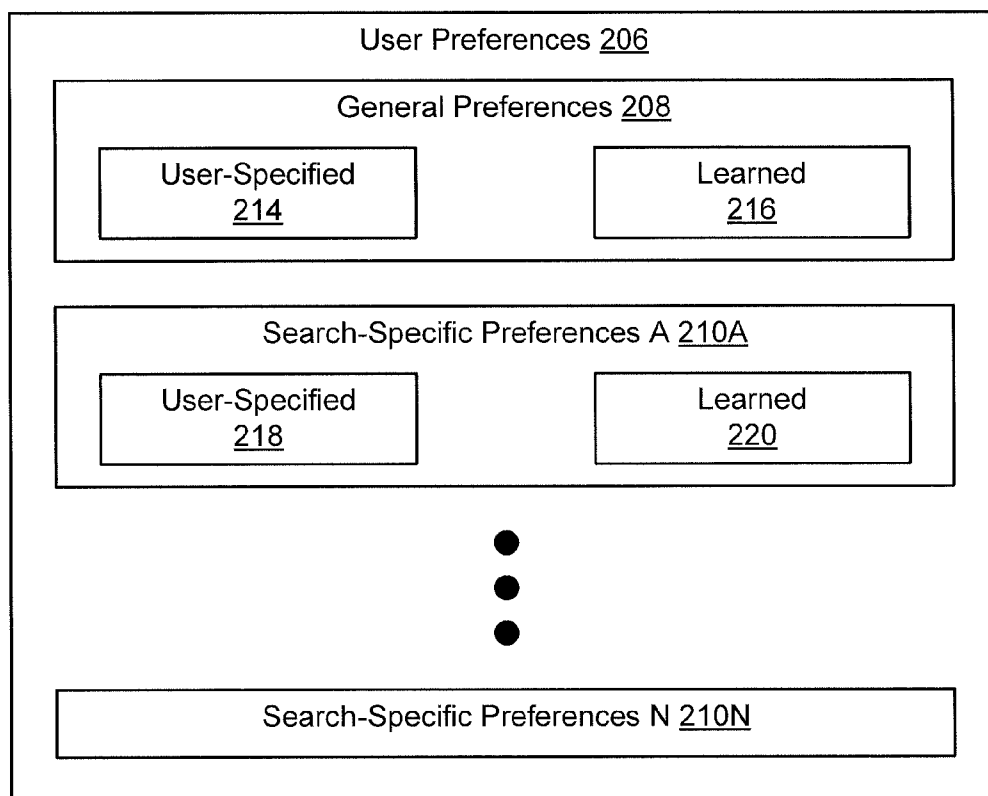 User Preferences 206
General Preferences 208
User-Specified
214
Learned
216
Search-Specific Preferences A 210A
User-Specified
218
Learned
220
Search-Specific Preferences N 210N